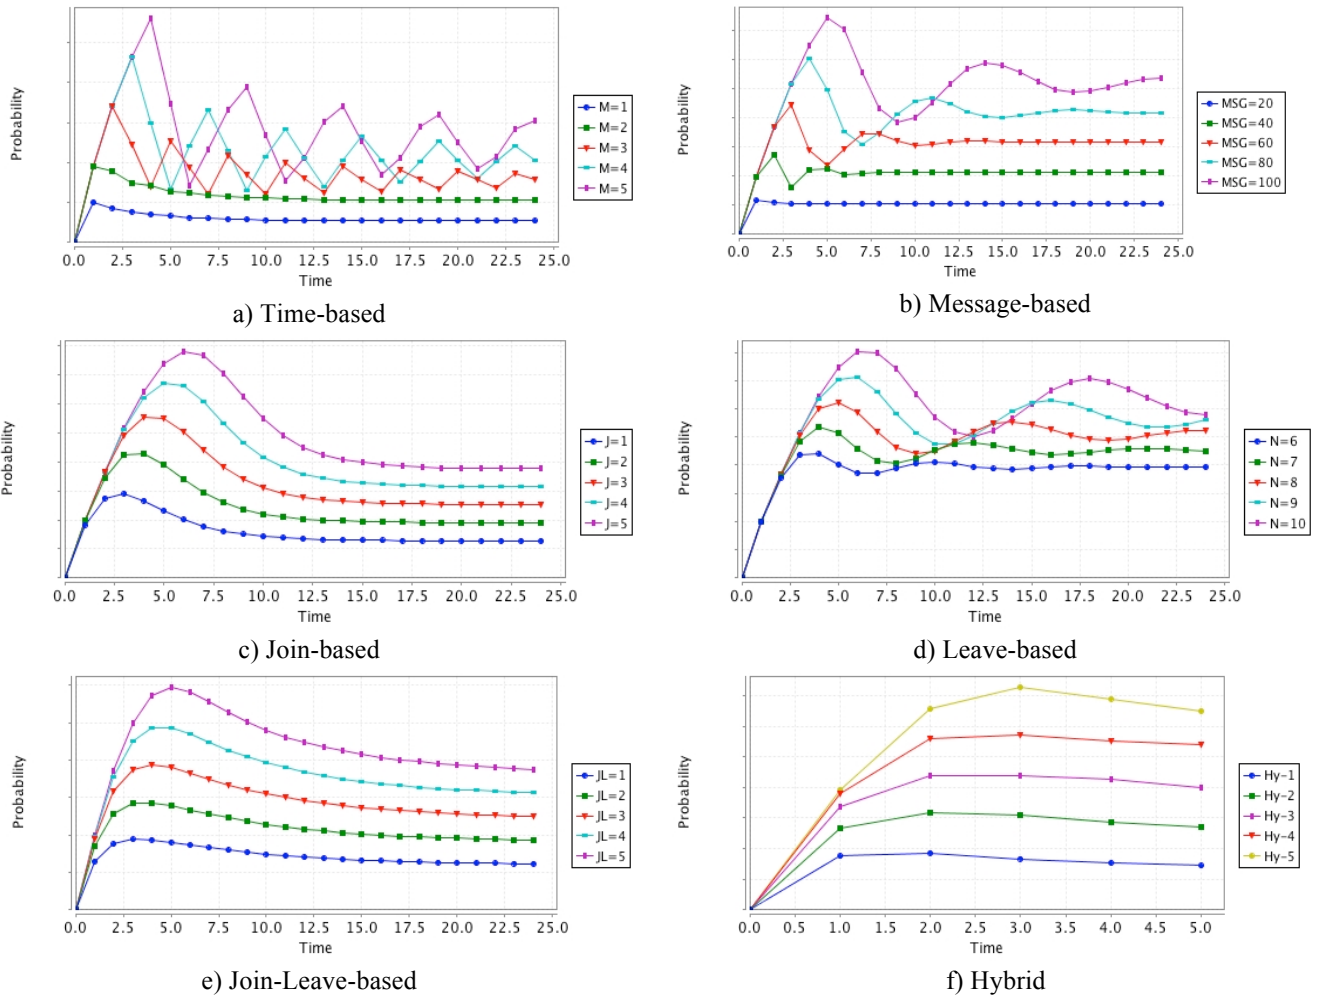 Probability
M=1
M=2
M=3
M=4
M=5
0.0 2.5 5.0 7.5 10.0 12.5 15.0 17.5 20.0 22.5 25.0
Time
a) Time-based
Probability
MSG=20
MSG=40
MSG=60
MSG=80
MSG=100
0.0 2.5 5.0 7.5 10.0 12.5 15.0 17.5 20.0 22.5 25.0
Time
b) Message-based
Probability
J=1
J=2
J=3
J=4
J=5
0.0 2.5 5.0 7.5 10.0 12.5 15.0 17.5 20.0 22.5 25.0
Time
c) Join-based
Probability
N=6
N=7
N=8
N=9
N=10
0.0 2.5 5.0 7.5 10.0 12.5 15.0 17.5 20.0 22.5 25.0
Time
d) Leave-based
Probability
JL=1
JL=2
JL=3
JL=4
JL=5
0.0 2.5 5.0 7.5 10.0 12.5 15.0 17.5 20.0 22.5 25.0
Time
e) Join-Leave-based
Probability
Hy-1
Hy-2
Hy-3
Hy-4
Hy-5
0.0 0.5 1.0 1.5 2.0 2.5 3.0 3.5 4.0 4.5 5.0
Time
f) Hybrid